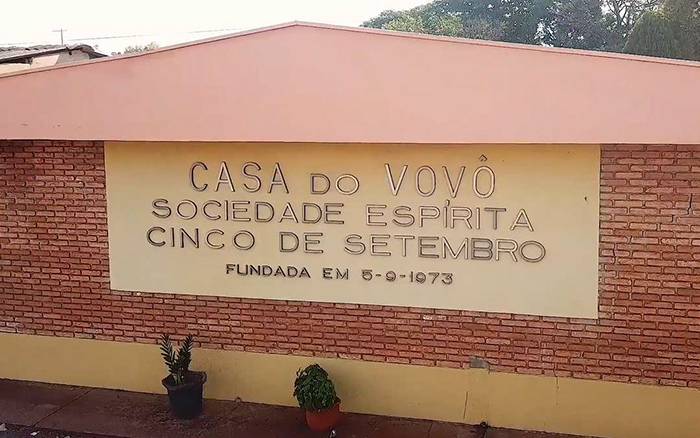 CASA DO VOVÔ
SOCIEDADE ESPÍRITA
CINCO DE SETEMBRO
FUNDADA EM 5-9-1973